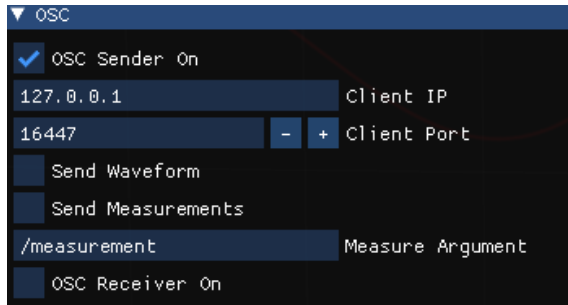 OSC
OSC Sender On
127.0.0.1 Client IP
16447 - + Client Port
Send Waveform
Send Measurements
/measurement Measure Argument
OSC Receiver On